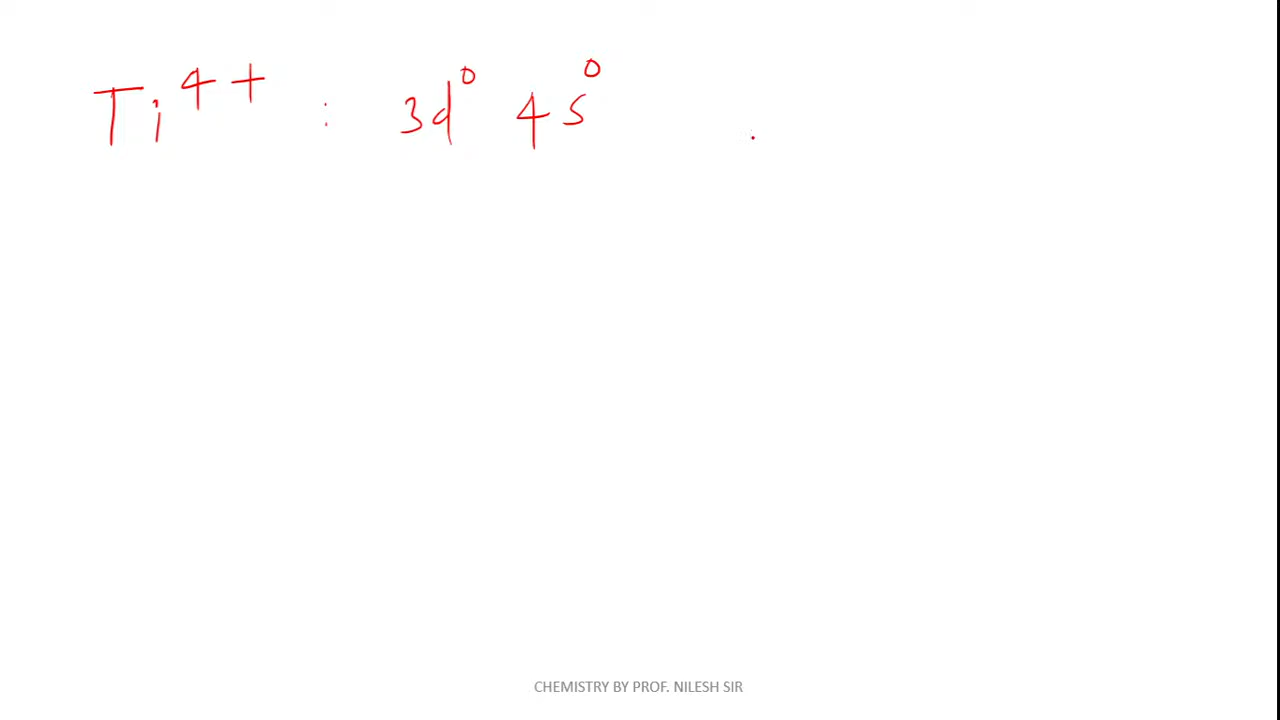 Ti⁴⁺ : 3d⁰ 4s⁰
CHEMISTRY BY PROF. NILESH SIR